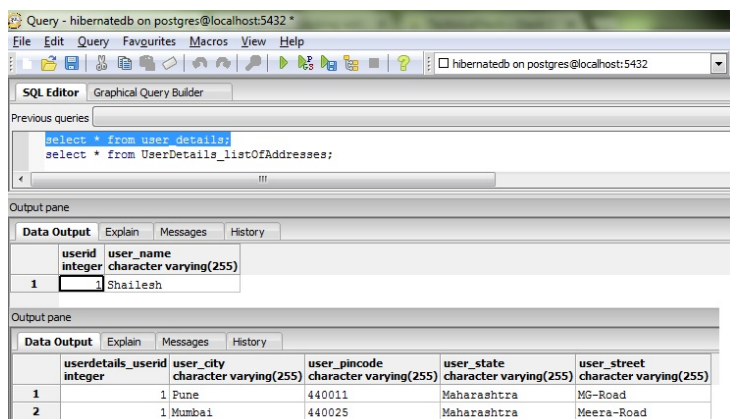 Query - hibernatedb on postgres@localhost:5432 *
File Edit Query Favourites Macros View Help
hibernatedb on postgres@localhost:5432
SQL Editor Graphical Query Builder
Previous queries
select * from user_details;
select * from UserDetails_listOfAddresses;
Output pane
Data Output Explain Messages History
userid user_name
integer character varying(255)
1 1 Shailesh
Output pane
Data Output Explain Messages History
userdetails_userid user_city user_pincode user_state user_street
integer character varying(255) character varying(255) character varying(255) character varying(255)
1 1 Pune 440011 Maharashtra MG-Road
2 1 Mumbai 440025 Maharashtra Meera-Road